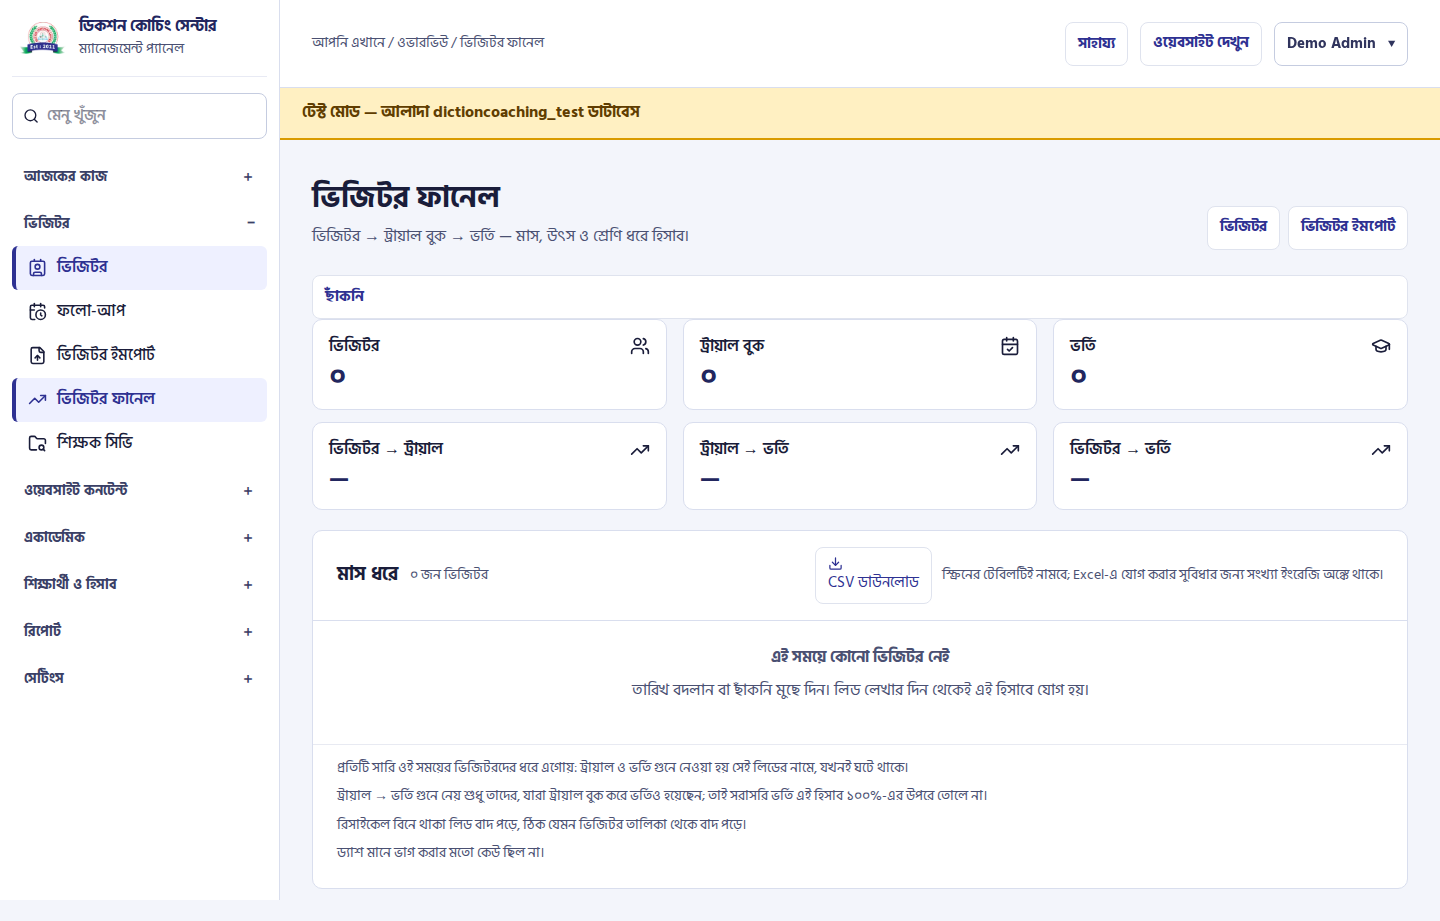 ডিকশন কোচিং সেন্টার
ম্যানেজমেন্ট প্যানেল
Est : 2011
মেনু খুঁজুন
আজকের কাজ +
ভিজিটর −
ভিজিটর
ফলো-আপ
ভিজিটর ইমপোর্ট
ভিজিটর ফানেল
শিক্ষক সিভি
ওয়েবসাইট কনটেন্ট +
একাডেমিক +
শিক্ষার্থী ও হিসাব +
রিপোর্ট +
সেটিংস +
আপনি এখানে / ওভারভিউ / ভিজিটর ফানেল
সাহায্য
ওয়েবসাইট দেখুন
Demo Admin
টেস্ট মোড — আলাদা dictioncoaching_test ডাটাবেস
ভিজিটর ফানেল
ভিজিটর → ট্রায়াল বুক → ভর্তি — মাস, উৎস ও শ্রেণি ধরে হিসাব।
ভিজিটর
ভিজিটর ইমপোর্ট
ছাঁকনি
ভিজিটর
০
ট্রায়াল বুক
০
ভর্তি
০
ভিজিটর → ট্রায়াল
—
ট্রায়াল → ভর্তি
—
ভিজিটর → ভর্তি
—
মাস ধরে ০ জন ভিজিটর
CSV ডাউনলোড
স্ক্রিনের টেবিলটিই নামবে; Excel-এ যোগ করার সুবিধার জন্য সংখ্যা ইংরেজি অঙ্কে থাকে।
এই সময়ে কোনো ভিজিটর নেই
তারিখ বদলান বা ছাঁকনি মুছে দিন। লিড লেখার দিন থেকেই এই হিসাবে যোগ হয়।
প্রতিটি সারি ওই সময়ের ভিজিটরদের ধরে এগোয়: ট্রায়াল ও ভর্তি গুনে নেওয়া হয় সেই লিডের নামে, যখনই ঘটে থাকে।
ট্রায়াল → ভর্তি গুনে নেয় শুধু তাদের, যারা ট্রায়াল বুক করে ভর্তিও হয়েছেন; তাই সরাসরি ভর্তি এই হিসাব ১০০%-এর উপরে তোলে না।
রিসাইকেল বিনে থাকা লিড বাদ পড়ে, ঠিক যেমন ভিজিটর তালিকা থেকে বাদ পড়ে।
ড্যাশ মানে ভাগ করার মতো কেউ ছিল না।